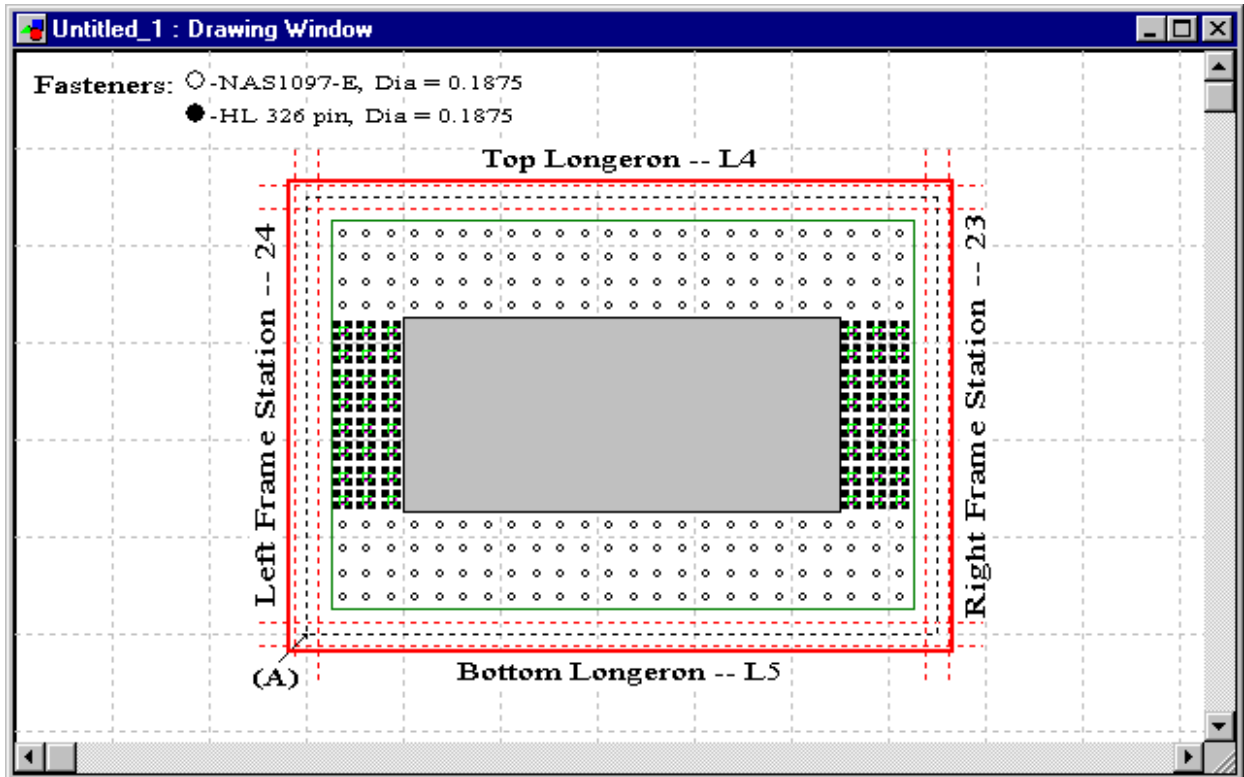 Untitled_1 : Drawing Window
Fasteners: -NAS1097-E, Dia = 0.1875
-HL 326 pin, Dia = 0.1875
Top Longeron -- L4
Left Frame Station -- 24
Right Frame Station -- 23
(A)
Bottom Longeron -- L5